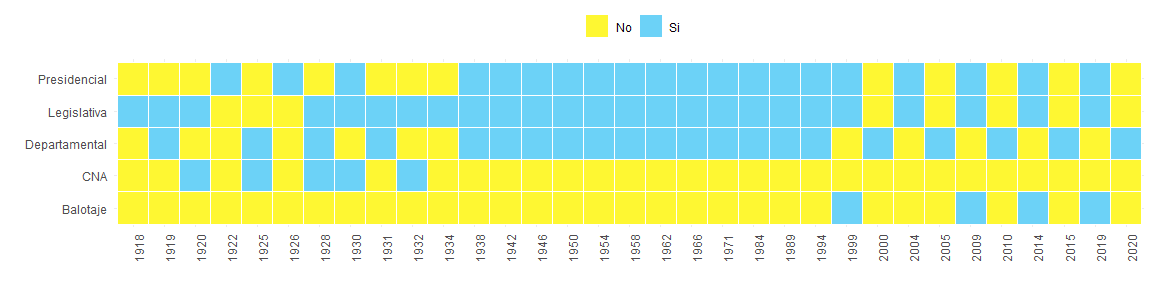 No Si
Presidencial
Legislativa
Departamental
CNA
Balotaje
1918 1919 1920 1922 1925 1926 1928 1930 1931 1932 1934 1938 1942 1946 1950 1954 1958 1962 1966 1971 1984 1989 1994 1999 2000 2004 2005 2009 2010 2014 2015 2019 2020